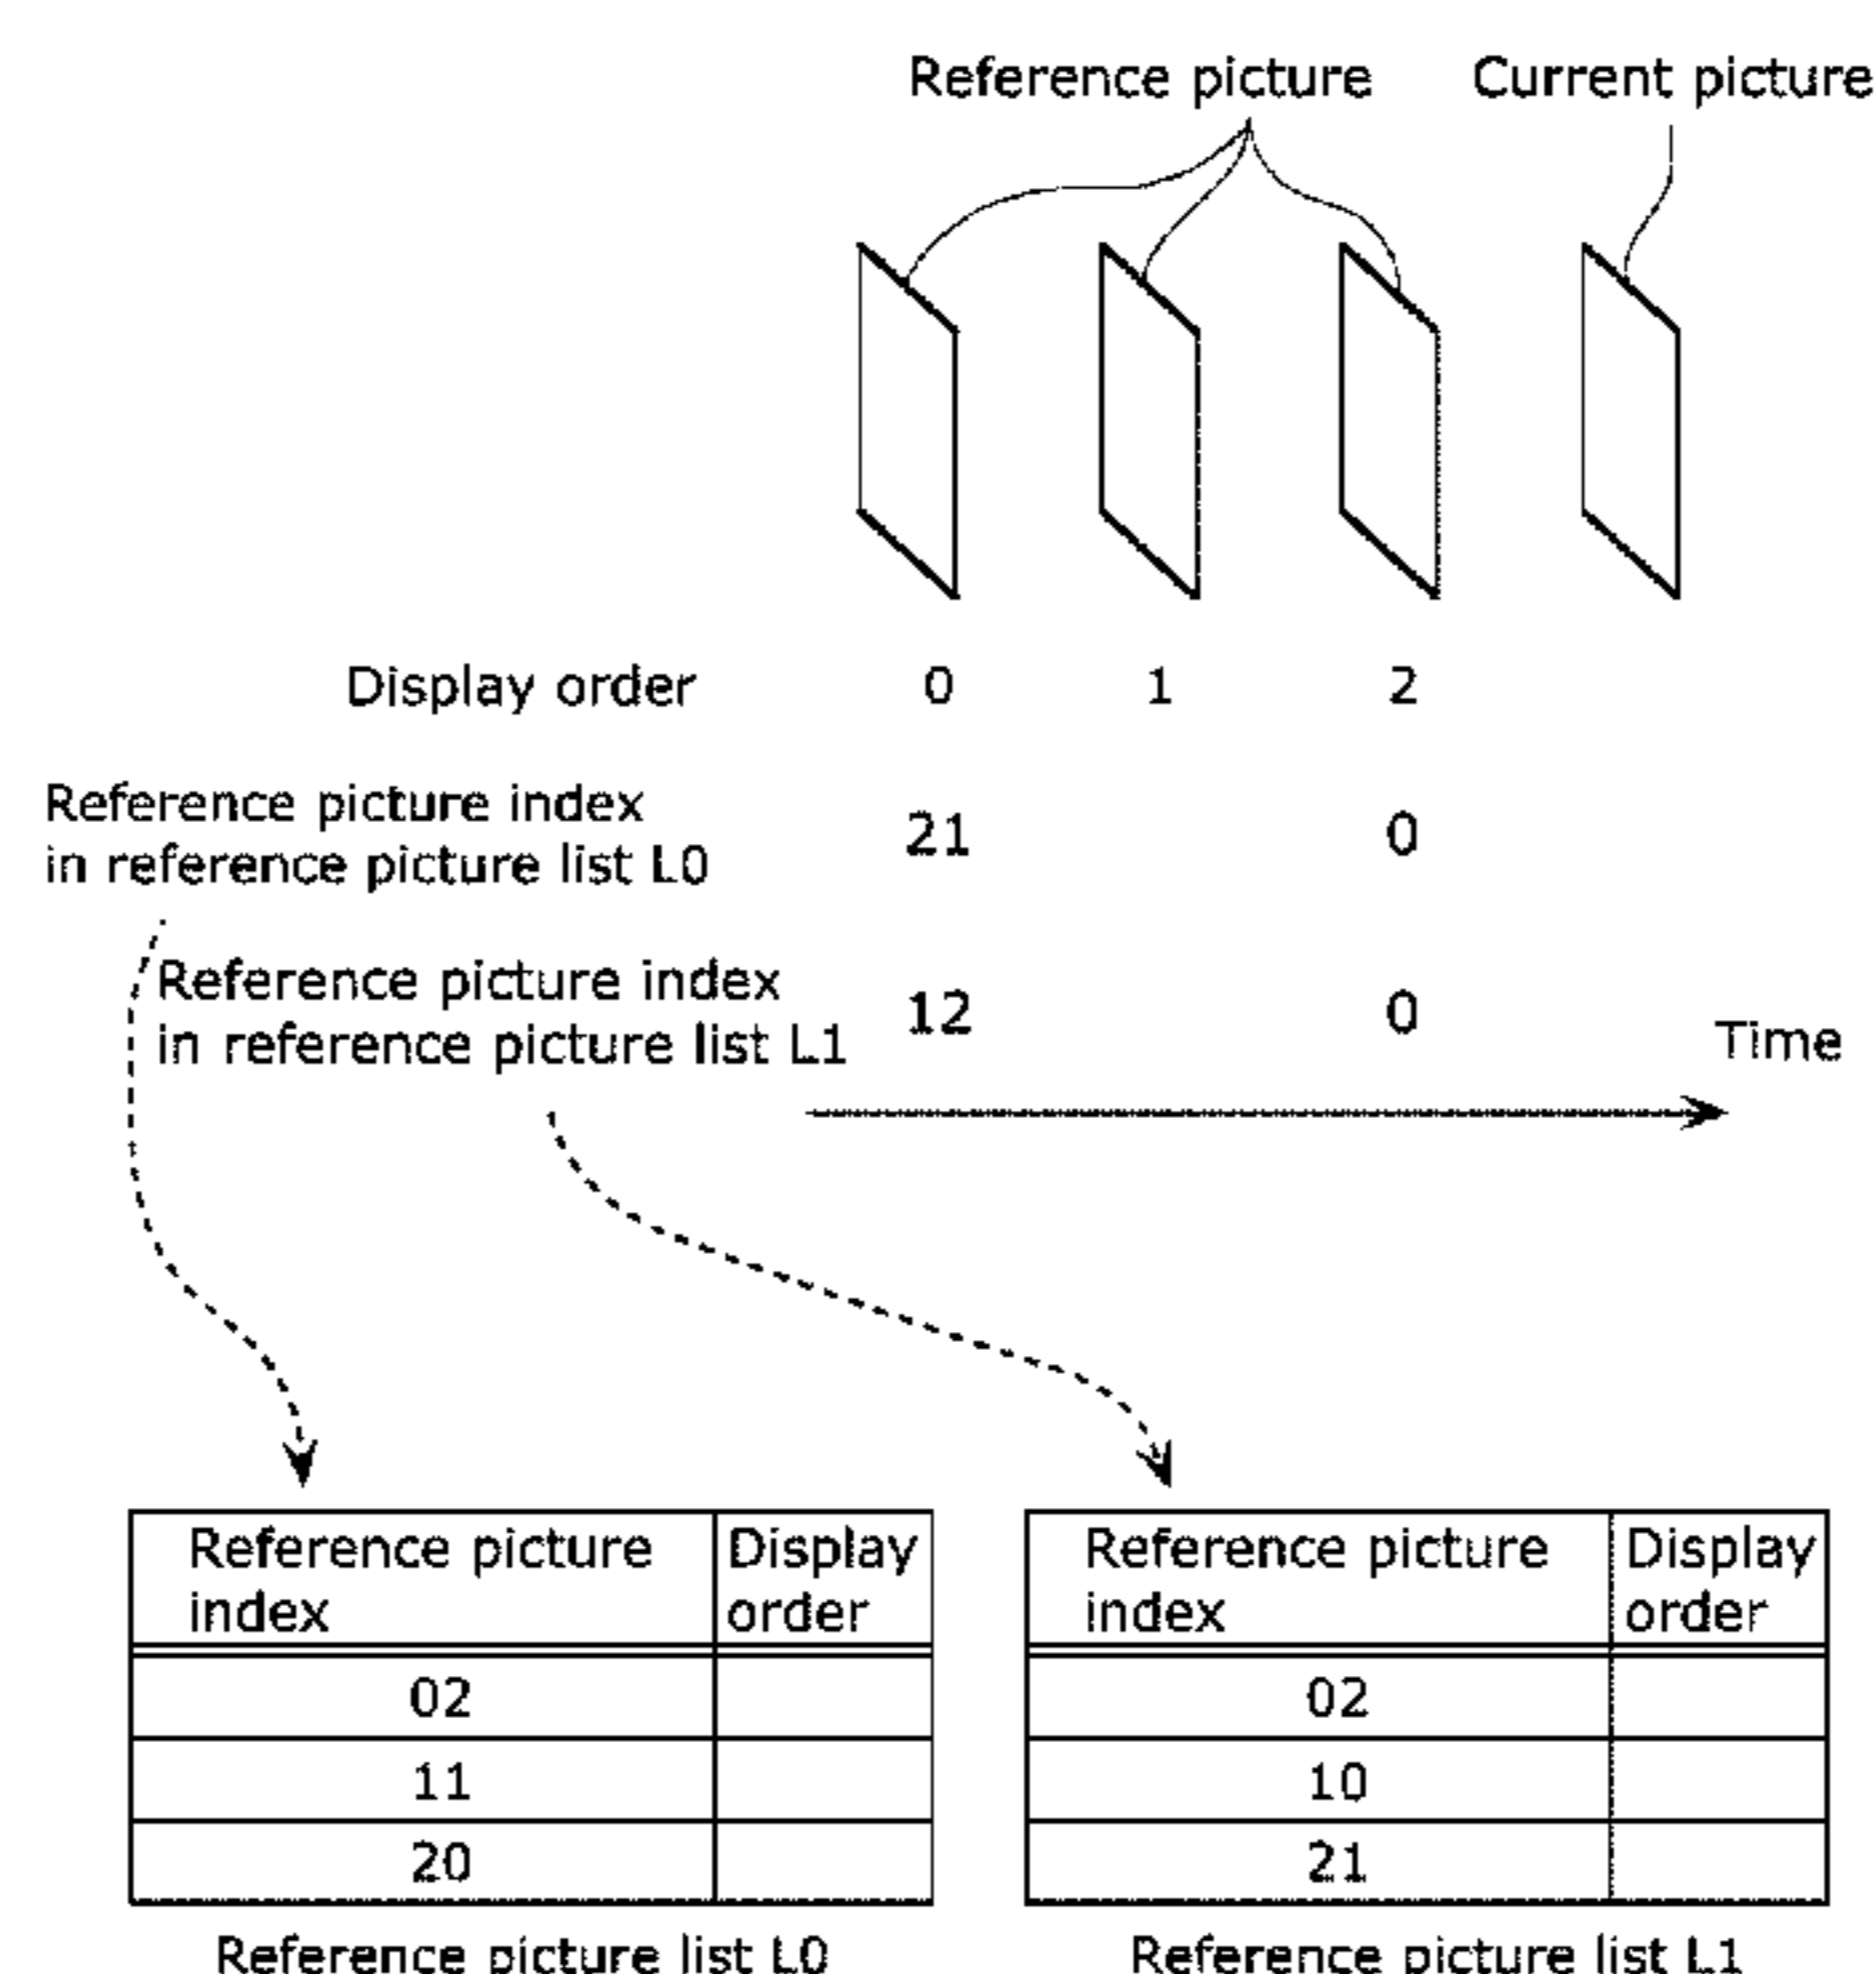 Reference picture Current picture
Display order 0 1 2
Reference picture index
in reference picture list L0 21 0
Reference picture index
in reference picture list L1 12 0
Time
Reference picture index Display order Reference picture index Display order
02 02
11 10
20 21
Reference picture list L0 Reference picture list L1